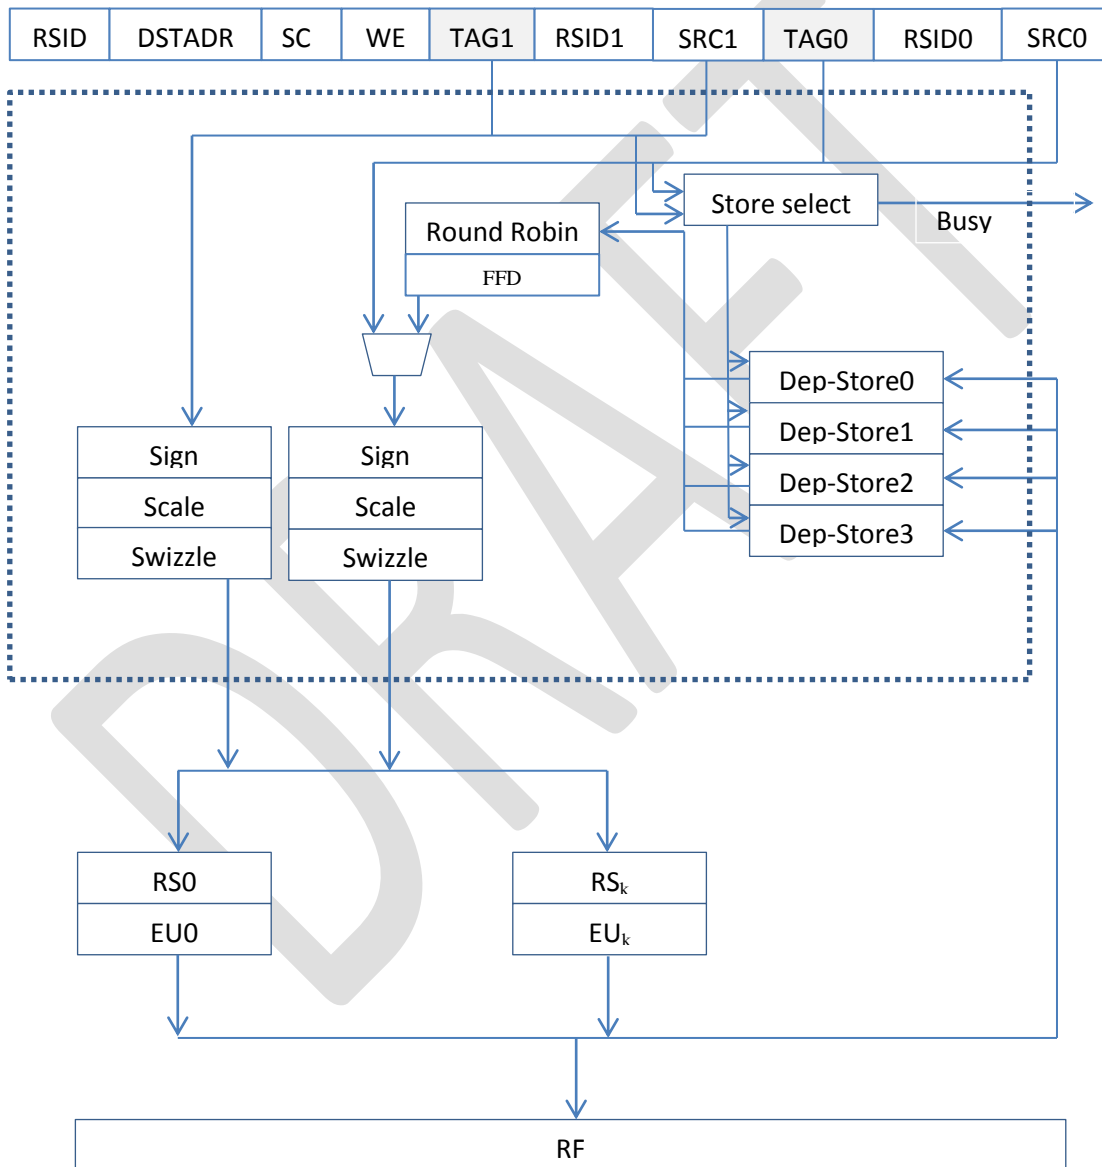 RSID DSTADR SC WE TAG1 RSID1 SRC1 TAG0 RSID0 SRC0
Store select
Busy
Round Robin
FFD
Dep-Store0
Dep-Store1
Dep-Store2
Dep-Store3
Sign Sign
Scale Scale
Swizzle Swizzle
RS0 RSk
EU0 EUk
RF
DRAFT